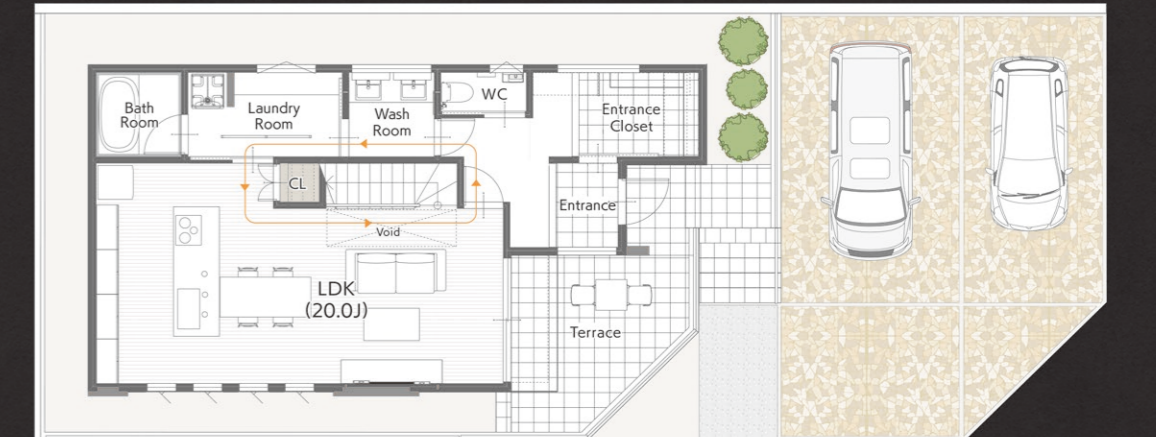 Bath
Room
Laundry
Room
Wash
Room
WC
Entrance
Closet
CL
Entrance
Void
LDK
(20.0J)
Terrace